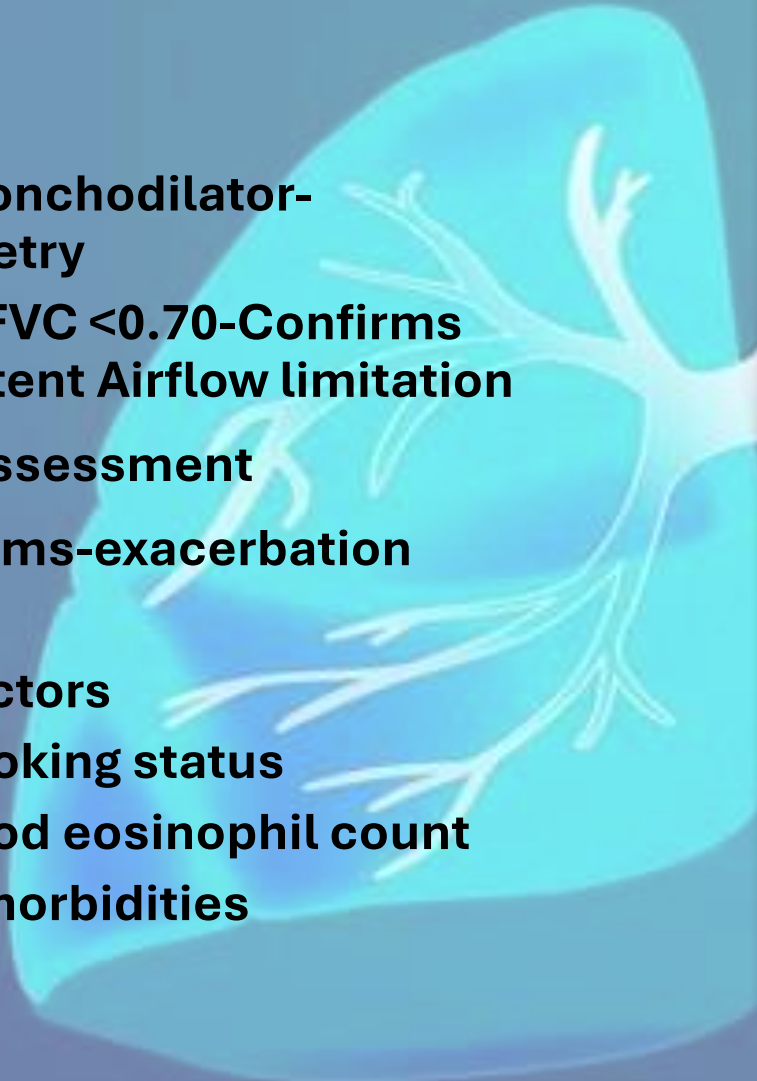 onchodilator-
etry
FVC <0.70-Confirms
tent Airflow limitation
ssessment
ms-exacerbation
ctors
oking status
od eosinophil count
norbidities